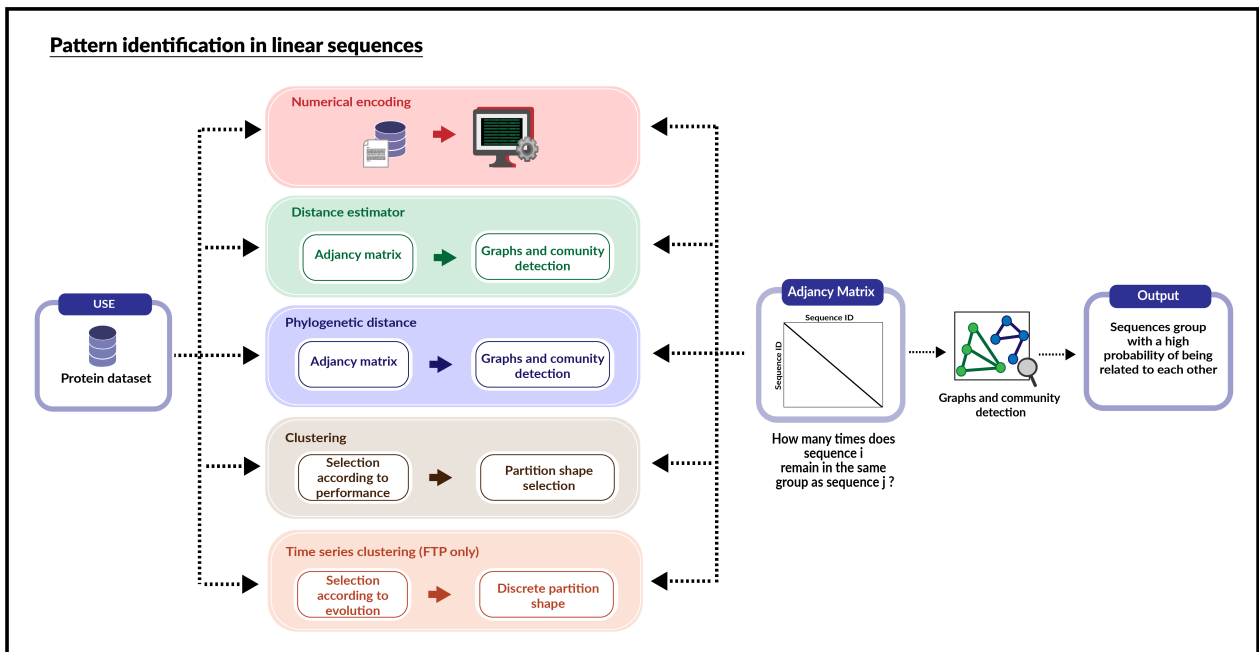 Pattern identification in linear sequences
Numerical encoding
Distance estimator
Adjancy matrix
Graphs and comunity
detection
USE
Protein dataset
Phylogenetic distance
Adjancy matrix
Graphs and comunity
detection
Clustering
Selection
according to
performance
Partition shape
selection
Time series clustering (FTP only)
Selection
according to
evolution
Discrete partition
shape
Adjancy Matrix
Sequence ID
Sequence ID
How many times does
sequence i
remain in the same
group as sequence j ?
Graphs and community
detection
Output
Sequences group
with a high
probability of being
related to each other